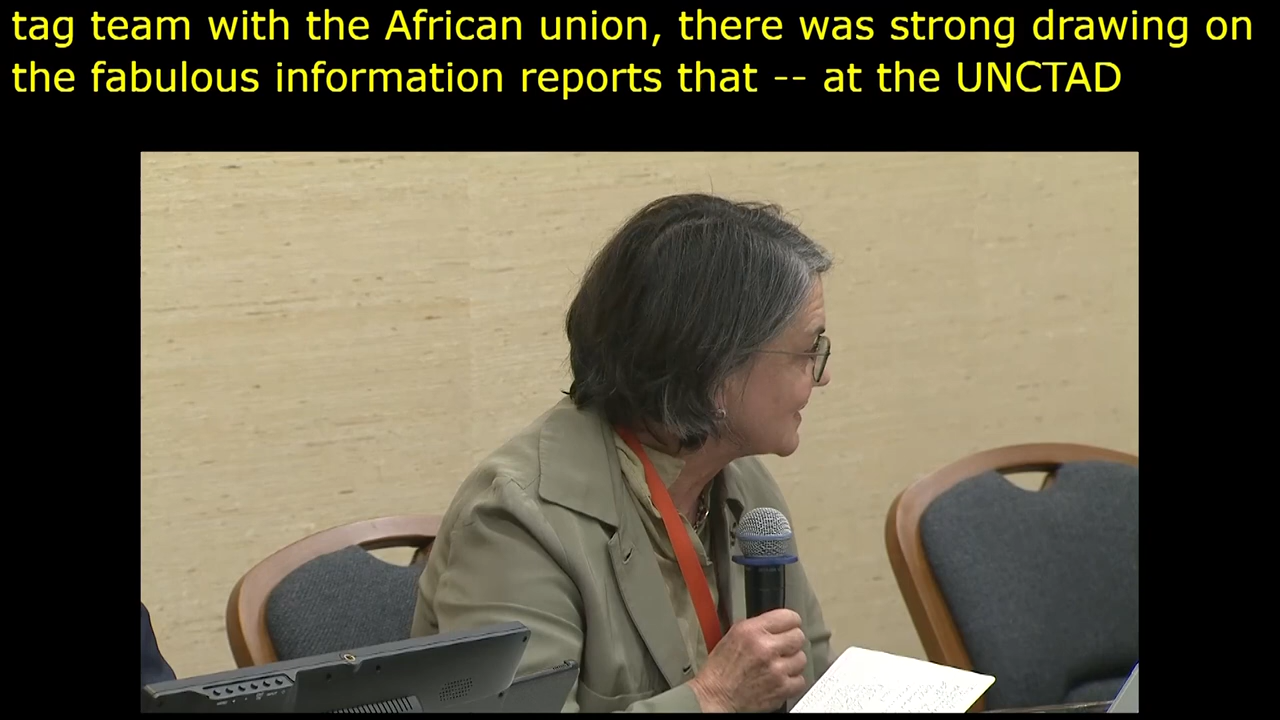 tag team with the African union, there was strong drawing on
the fabulous information reports that -- at the UNCTAD